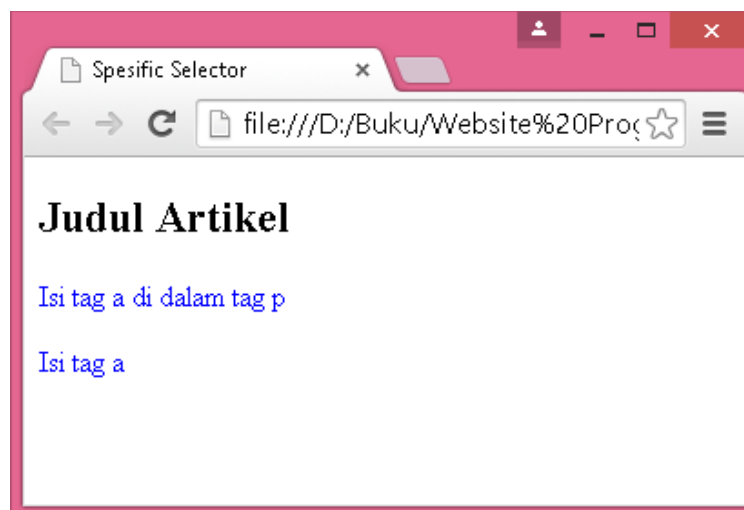 Spesific Selector
file:///D:/Buku/Website%20Prog
Judul Artikel
Isi tag a di dalam tag p
Isi tag a